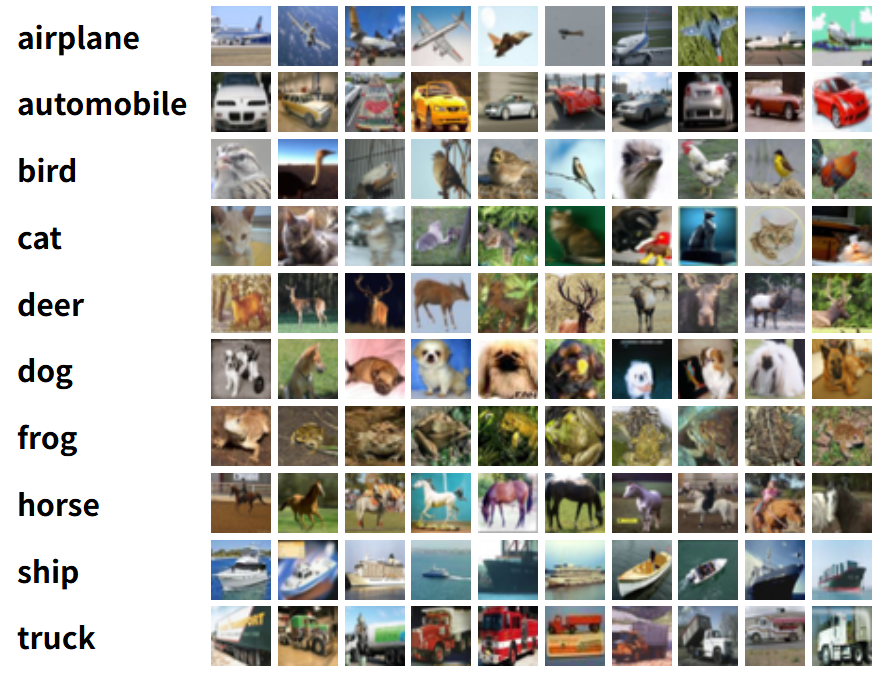 airplane
automobile
bird
cat
deer
dog
frog
horse
ship
truck